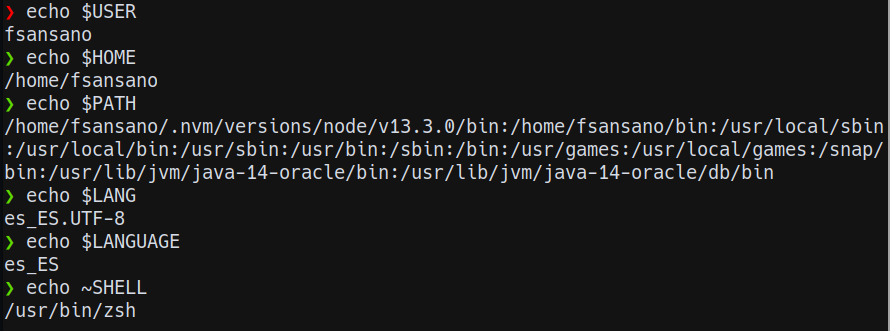 ❯ echo $USER
fsansano
❯ echo $HOME
/home/fsansano
❯ echo $PATH
/home/fsansano/.nvm/versions/node/v13.3.0/bin:/home/fsansano/bin:/usr/local/sbin
:/usr/local/bin:/usr/sbin:/usr/bin:/sbin:/bin:/usr/games:/usr/local/games:/snap/
bin:/usr/lib/jvm/java-14-oracle/bin:/usr/lib/jvm/java-14-oracle/db/bin
❯ echo $LANG
es_ES.UTF-8
❯ echo $LANGUAGE
es_ES
❯ echo ~SHELL
/usr/bin/zsh